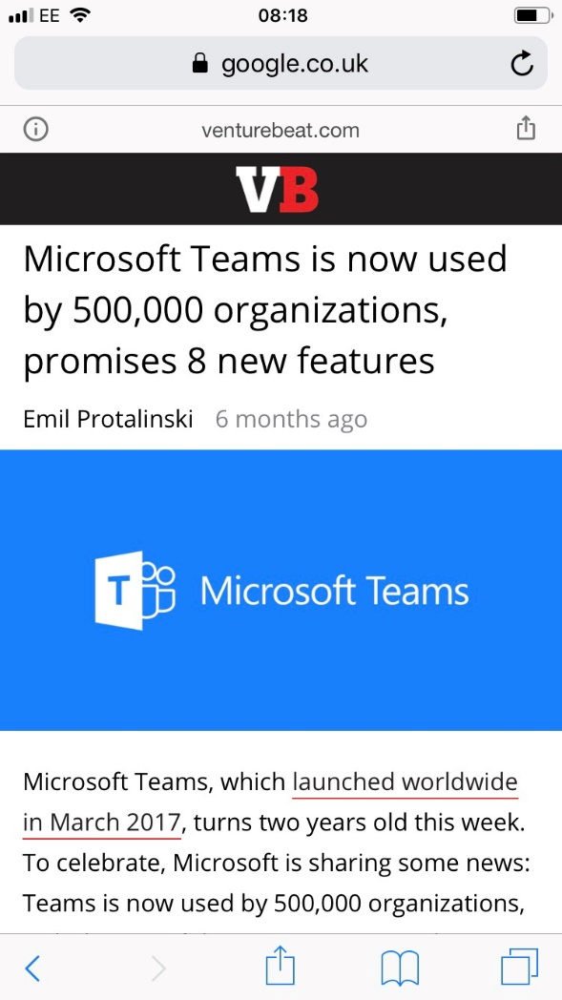 EE 08:18
google.co.uk
venturebeat.com
VB
Microsoft Teams is now used
by 500,000 organizations,
promises 8 new features
Emil Protalinski 6 months ago
T Microsoft Teams
Microsoft Teams, which launched worldwide
in March 2017, turns two years old this week.
To celebrate, Microsoft is sharing some news:
Teams is now used by 500,000 organizations,